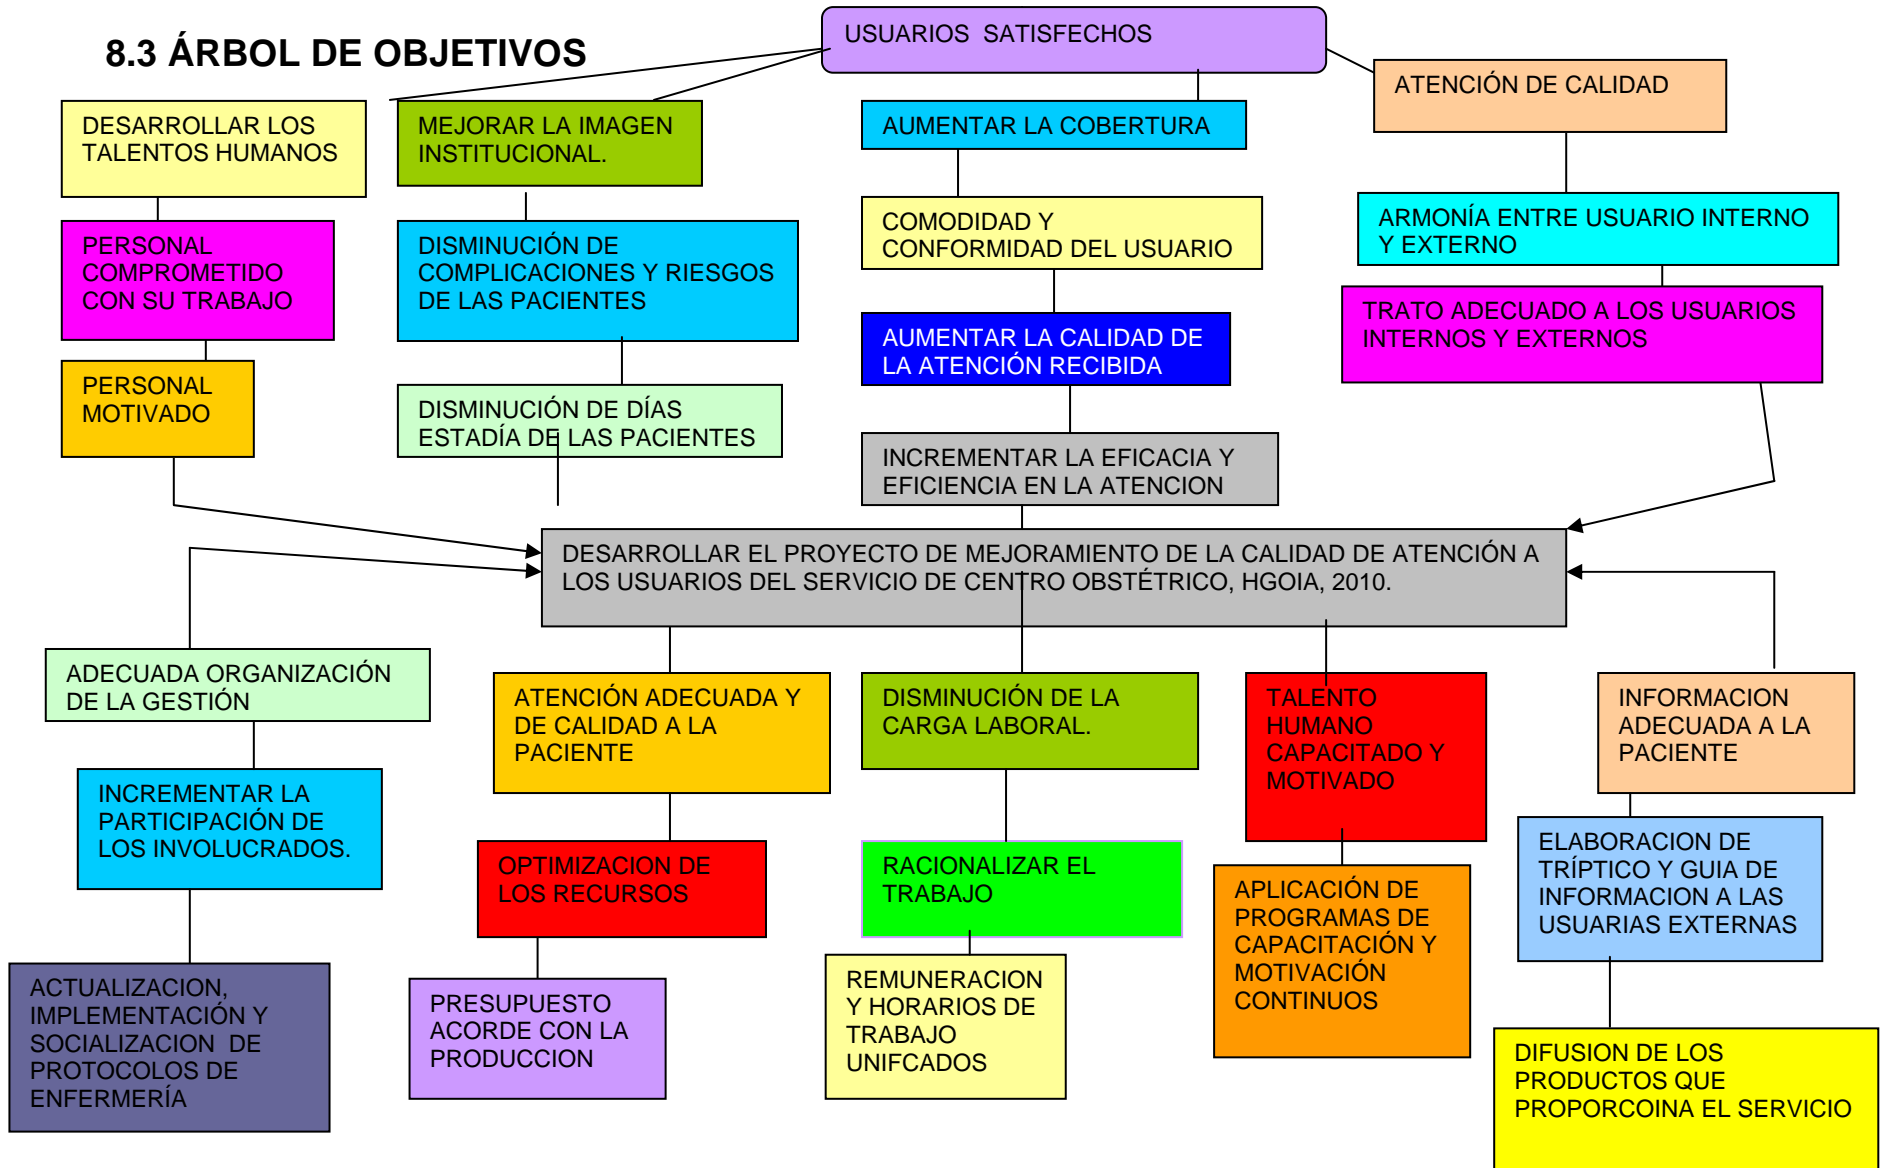 8.3 ÁRBOL DE OBJETIVOS
USUARIOS  SATISFECHOS
DESARROLLAR LOS
TALENTOS HUMANOS
MEJORAR LA IMAGEN
INSTITUCIONAL.
AUMENTAR LA COBERTURA
ATENCIÓN DE CALIDAD
PERSONAL
COMPROMETIDO
CON SU TRABAJO
DISMINUCIÓN DE
COMPLICACIONES Y RIESGOS
DE LAS PACIENTES
COMODIDAD Y
CONFORMIDAD DEL USUARIO
ARMONÍA ENTRE USUARIO INTERNO
Y EXTERNO
TRATO ADECUADO A LOS USUARIOS
INTERNOS Y EXTERNOS
AUMENTAR LA CALIDAD DE
LA ATENCIÓN RECIBIDA
PERSONAL
MOTIVADO
DISMINUCIÓN DE DÍAS
ESTADÍA DE LAS PACIENTES
INCREMENTAR LA EFICACIA Y
EFICIENCIA EN LA ATENCION
DESARROLLAR EL PROYECTO DE MEJORAMIENTO DE LA CALIDAD DE ATENCIÓN A
LOS USUARIOS DEL SERVICIO DE CENTRO OBSTÉTRICO, HGOIA, 2010.
ADECUADA ORGANIZACIÓN
DE LA GESTIÓN
ATENCIÓN ADECUADA Y
DE CALIDAD A LA
PACIENTE
DISMINUCIÓN DE LA
CARGA LABORAL.
TALENTO
HUMANO
CAPACITADO Y
MOTIVADO
INFORMACION
ADECUADA A LA
PACIENTE
INCREMENTAR LA
PARTICIPACIÓN DE
LOS INVOLUCRADOS.
OPTIMIZACION DE
LOS RECURSOS
RACIONALIZAR EL
TRABAJO
APLICACIÓN DE
PROGRAMAS DE
CAPACITACIÓN Y
MOTIVACIÓN
CONTINUOS
ELABORACION DE
TRÍPTICO Y GUIA DE
INFORMACION A LAS
USUARIAS EXTERNAS
ACTUALIZACION,
IMPLEMENTACIÓN Y
SOCIALIZACION  DE
PROTOCOLOS DE
ENFERMERÍA
PRESUPUESTO
ACORDE CON LA
PRODUCCION
REMUNERACION
Y HORARIOS DE
TRABAJO
UNIFCADOS
DIFUSION DE LOS
PRODUCTOS QUE
PROPORCOINA EL SERVICIO